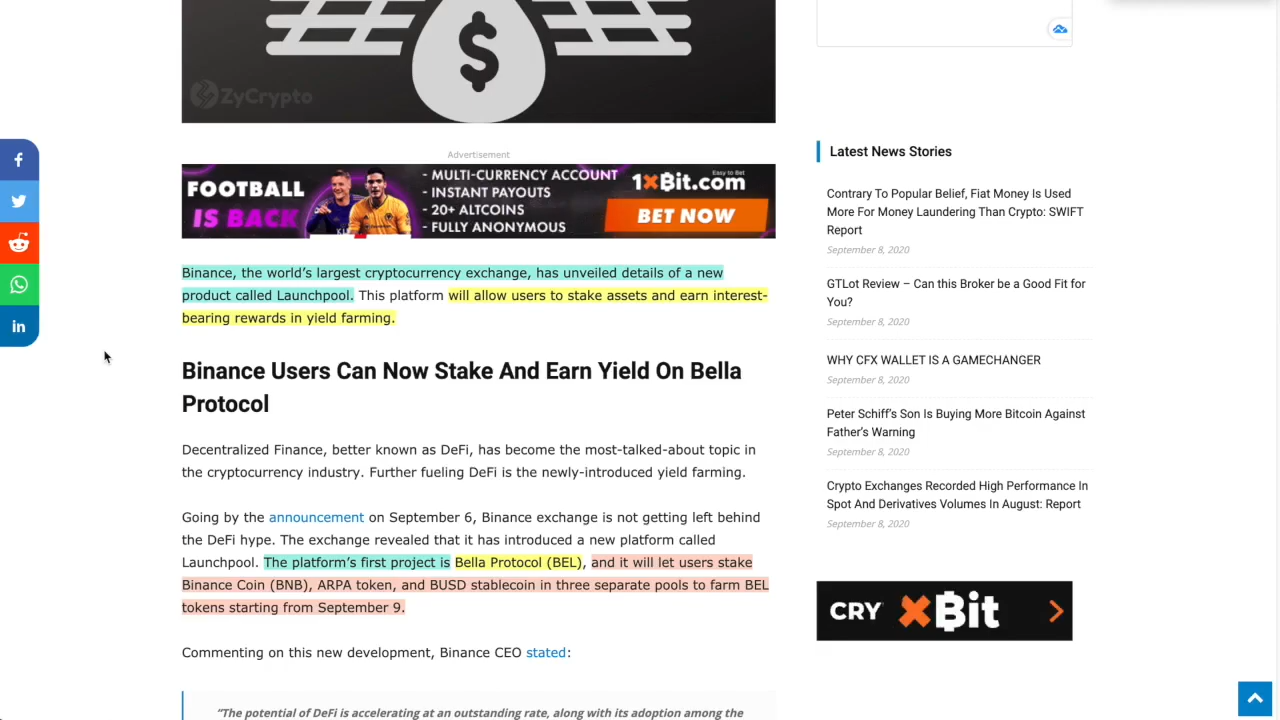 $
ZyCrypto
Advertisement
FOOTBALL
IS BACK
- MULTI-CURRENCY ACCOUNT
- INSTANT PAYOUTS
- 20+ ALTCOINS
- FULLY ANONYMOUS
Easy to Bet
1xBit.com
BET NOW
Binance, the world’s largest cryptocurrency exchange, has unveiled details of a new
product called Launchpool. This platform will allow users to stake assets and earn interest-
bearing rewards in yield farming.
Binance Users Can Now Stake And Earn Yield On Bella
Protocol
Decentralized Finance, better known as DeFi, has become the most-talked-about topic in
the cryptocurrency industry. Further fueling DeFi is the newly-introduced yield farming.
Going by the announcement on September 6, Binance exchange is not getting left behind
the DeFi hype. The exchange revealed that it has introduced a new platform called
Launchpool. The platform’s first project is Bella Protocol (BEL), and it will let users stake
Binance Coin (BNB), ARPA token, and BUSD stablecoin in three separate pools to farm BEL
tokens starting from September 9.
Commenting on this new development, Binance CEO stated:
“The potential of DeFi is accelerating at an outstanding rate, along with its adoption among the
Latest News Stories
Contrary To Popular Belief, Fiat Money Is Used
More For Money Laundering Than Crypto: SWIFT
Report
September 8, 2020
GTLot Review – Can this Broker be a Good Fit for
You?
September 8, 2020
WHY CFX WALLET IS A GAMECHANGER
September 8, 2020
Peter Schiff’s Son Is Buying More Bitcoin Against
Father’s Warning
September 8, 2020
Crypto Exchanges Recorded High Performance In
Spot And Derivatives Volumes In August: Report
September 8, 2020
CRY xBit